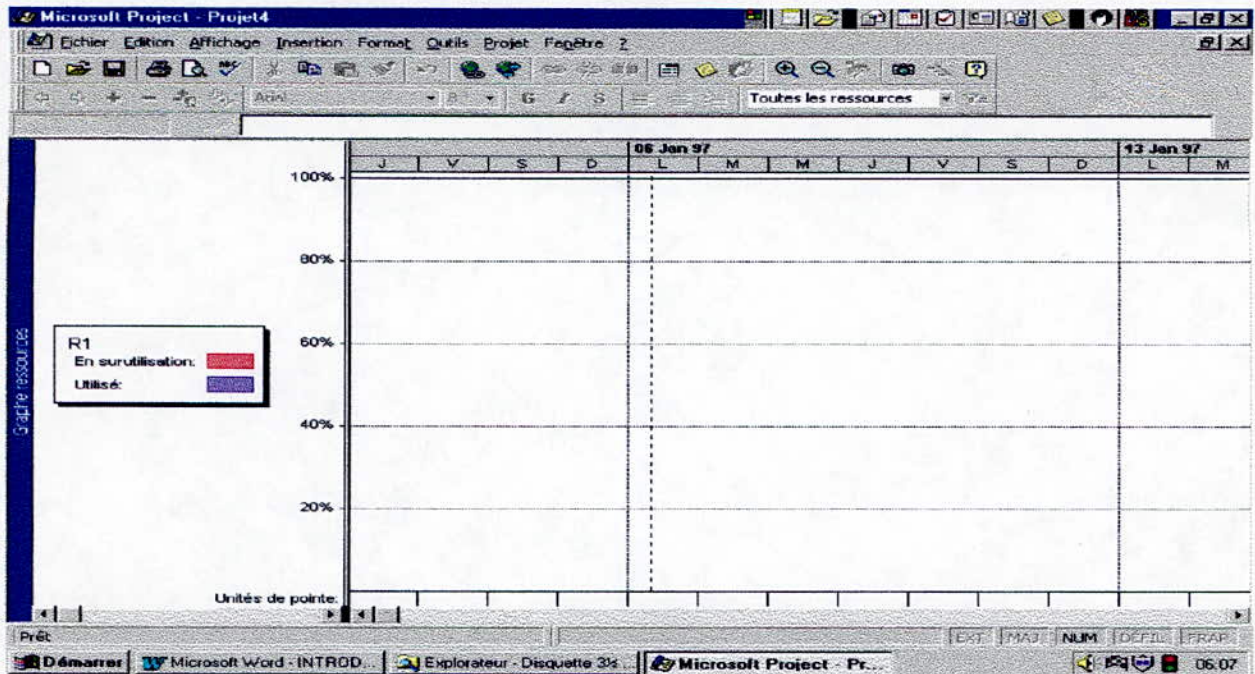 Microsoft Project - Projet4
Fichier Edition Affichage Insertion Format Outils Projet Fenêtre ?
Arial 8 G I S Toutes les ressources
06 Jan 97 13 Jan 97
J V S D L M M J V S D L M
100%
80%
60%
40%
20%
R1
En surutilisation:
Utilisé:
Graphe ressources
Unités de pointe:
Prêt EXT MAJ NUM DÉFIL FRAP
Démarrer Microsoft Word - INTROD... Explorateur - Disquette 3½ ... Microsoft Project - Pr... 06:07